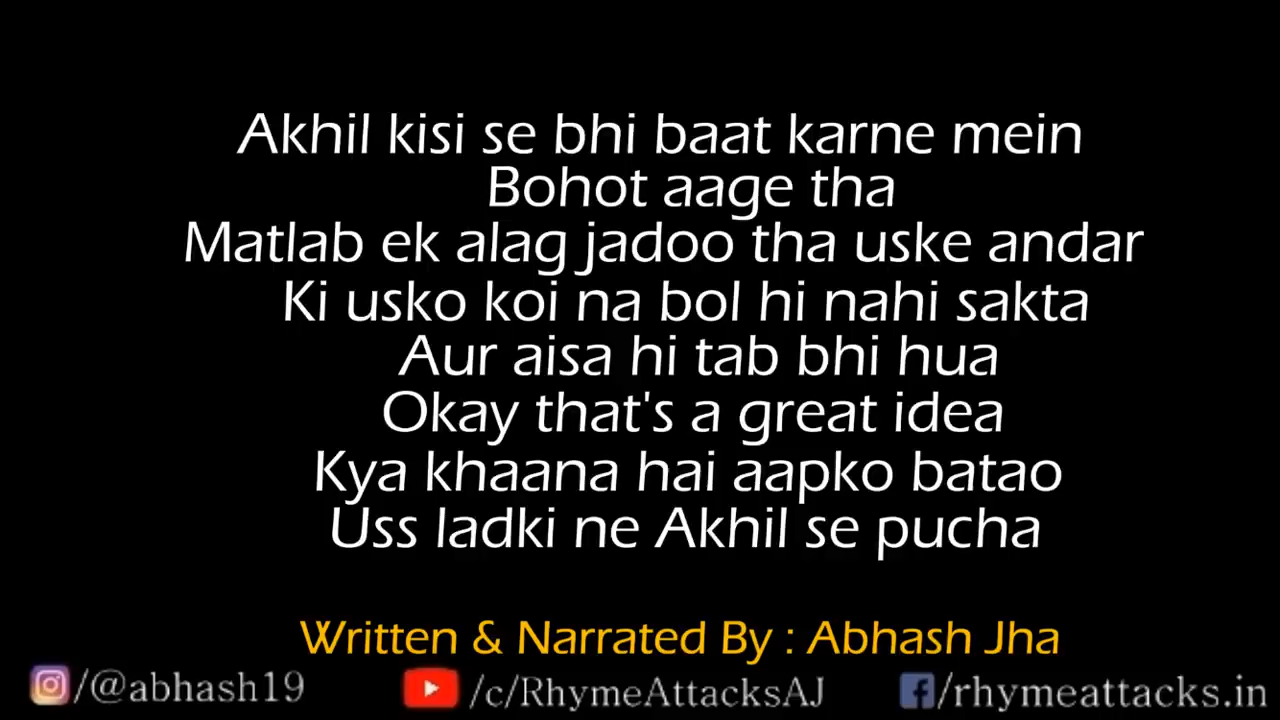 Akhil kisi se bhi baat karne mein
Bohot aage tha
Matlab ek alag jadoo tha uske andar
Ki usko koi na bol hi nahi sakta
Aur aisa hi tab bhi hua
Okay that's a great idea
Kya khaana hai aapko batao
Uss ladki ne Akhil se pucha
Written & Narrated By : Abhash Jha
/@abhash19 /c/RhymeAttacksAJ /rhymeattacks.in